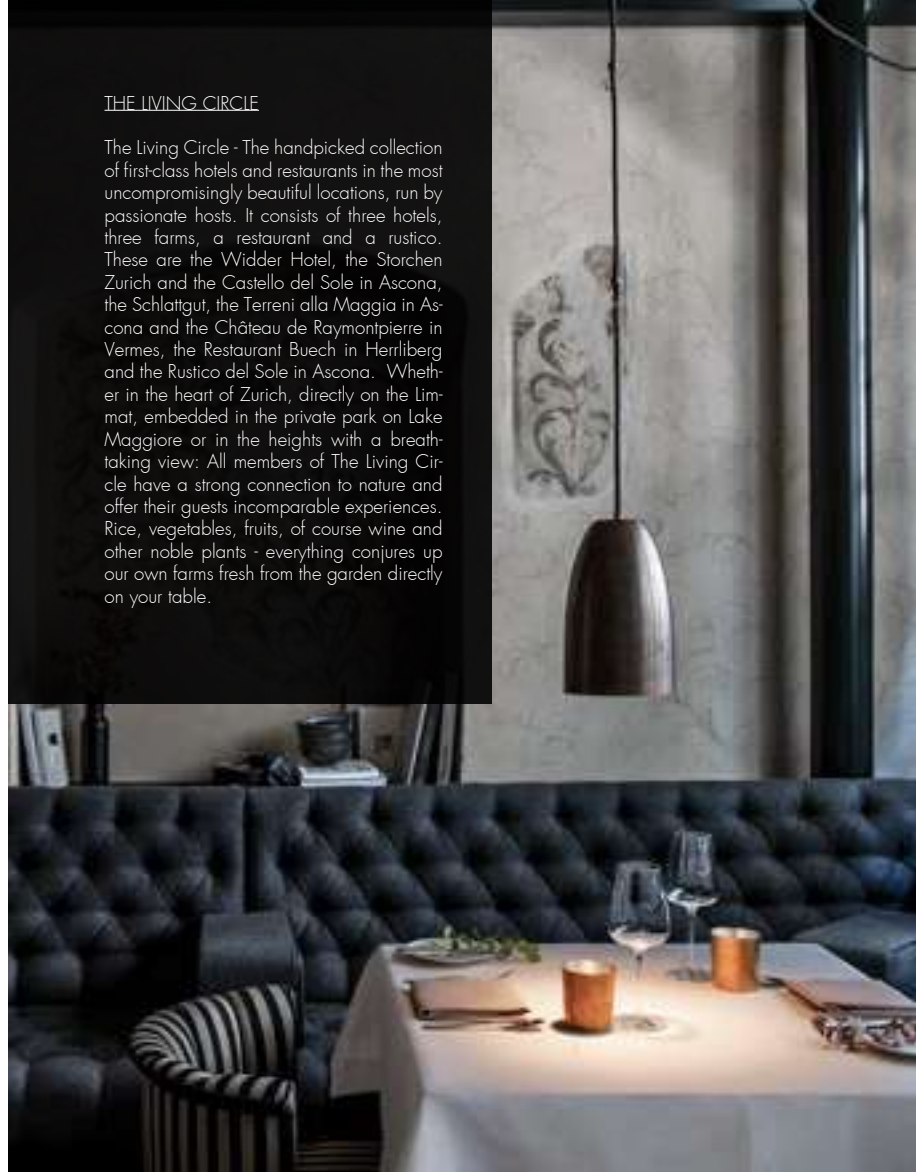 THE LIVING CIRCLE
The Living Circle - The handpicked collection
of first-class hotels and restaurants in the most
uncompromisingly beautiful locations, run by
passionate hosts. It consists of three hotels,
three farms, a restaurant and a rustico.
These are the Widder Hotel, the Storchen
Zurich and the Castello del Sole in Ascona,
the Schlattgut, the Terreni alla Maggia in As-
cona and the Château de Raymontpierre in
Vermes, the Restaurant Buech in Herrliberg
and the Rustico del Sole in Ascona. Wheth-
er in the heart of Zurich, directly on the Lim-
mat, embedded in the private park on Lake
Maggiore or in the heights with a breath-
taking view: All members of The Living Cir-
cle have a strong connection to nature and
offer their guests incomparable experiences.
Rice, vegetables, fruits, of course wine and
other noble plants - everything conjures up
our own farms fresh from the garden directly
on your table.